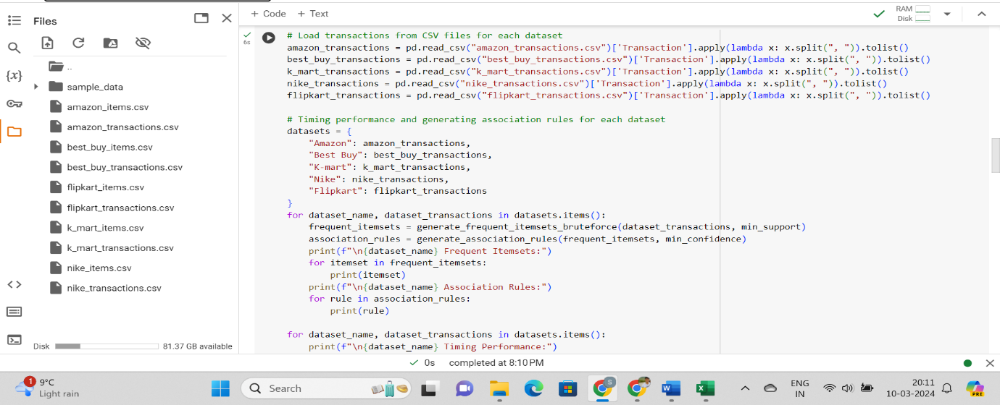 Files
+ Code + Text
RAM
Disk
..
sample_data
amazon_items.csv
amazon_transactions.csv
best_buy_items.csv
best_buy_transactions.csv
flipkart_items.csv
flipkart_transactions.csv
k_mart_items.csv
k_mart_transactions.csv
nike_items.csv
nike_transactions.csv
{x}
Disk 81.37 GB available
6s
# Load transactions from CSV files for each dataset
amazon_transactions = pd.read_csv("amazon_transactions.csv")['Transaction'].apply(lambda x: x.split(", ")).tolist()
best_buy_transactions = pd.read_csv("best_buy_transactions.csv")['Transaction'].apply(lambda x: x.split(", ")).tolist()
k_mart_transactions = pd.read_csv("k_mart_transactions.csv")['Transaction'].apply(lambda x: x.split(", ")).tolist()
nike_transactions = pd.read_csv("nike_transactions.csv")['Transaction'].apply(lambda x: x.split(", ")).tolist()
flipkart_transactions = pd.read_csv("flipkart_transactions.csv")['Transaction'].apply(lambda x: x.split(", ")).tolist()
# Timing performance and generating association rules for each dataset
datasets = {
"Amazon": amazon_transactions,
"Best Buy": best_buy_transactions,
"K-mart": k_mart_transactions,
"Nike": nike_transactions,
"Flipkart": flipkart_transactions
}
for dataset_name, dataset_transactions in datasets.items():
frequent_itemsets = generate_frequent_itemsets_bruteforce(dataset_transactions, min_support)
association_rules = generate_association_rules(frequent_itemsets, min_confidence)
print(f"\n{dataset_name} Frequent Itemsets:")
for itemset in frequent_itemsets:
print(itemset)
print(f"\n{dataset_name} Association Rules:")
for rule in association_rules:
print(rule)
for dataset_name, dataset_transactions in datasets.items():
print(f"\n{dataset_name} Timing Performance:")
0s completed at 8:10 PM
1
9°C
Light rain
Search
S
W
X
ENG
IN
20:11
10-03-2024
PRE